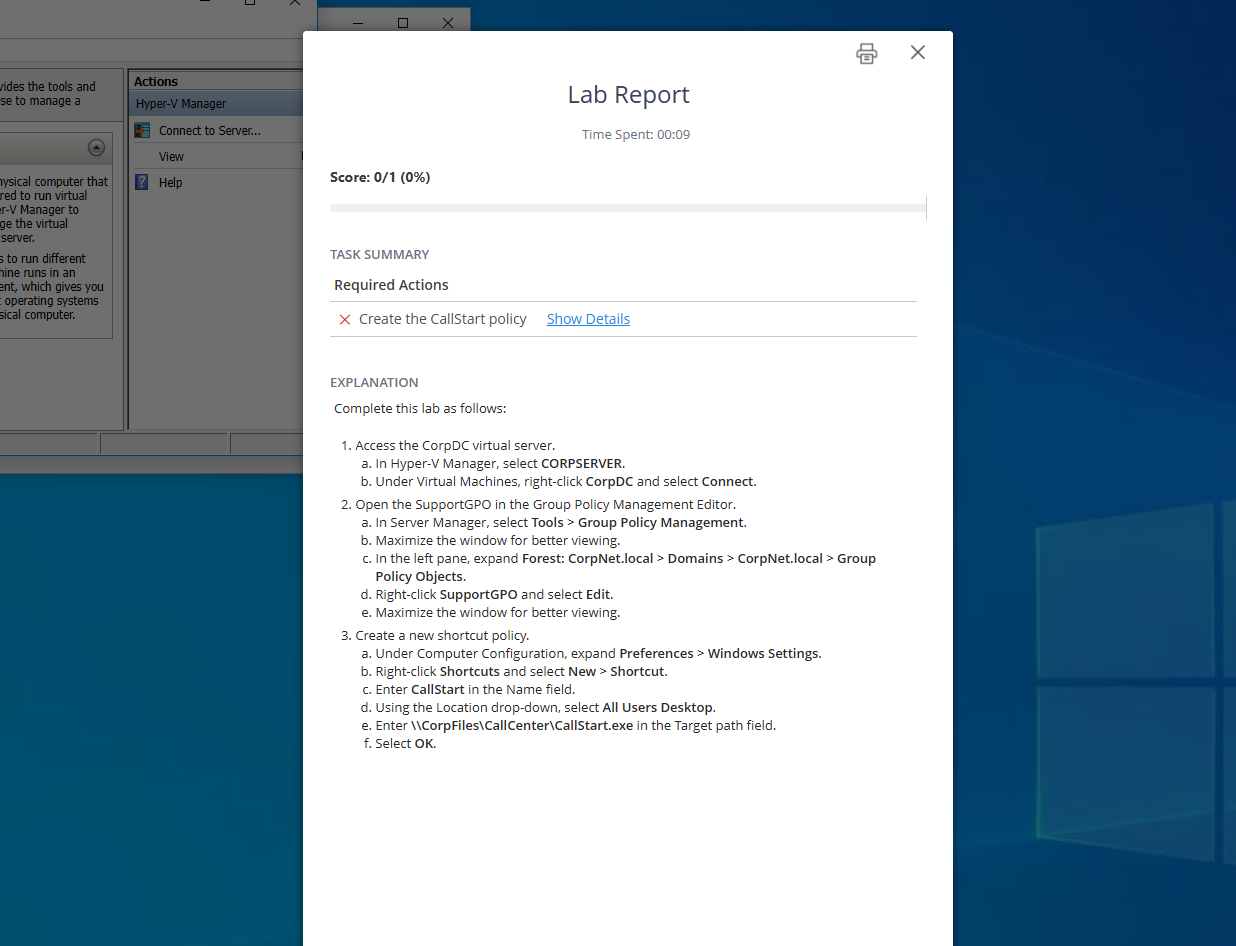 vides the tools and
se to manage a
hysical computer that
red to run virtual
er-V Manager to
ge the virtual
server.
s to run different
hine runs in an
ent, which gives you
t operating systems
sical computer.
Actions
Hyper-V Manager
Connect to Server...
View
Help
Lab Report
Time Spent: 00:09
Score: 0/1 (0%)
TASK SUMMARY
Required Actions
Create the CallStart policy Show Details
EXPLANATION
Complete this lab as follows:
1. Access the CorpDC virtual server.
a. In Hyper-V Manager, select CORPSERVER.
b. Under Virtual Machines, right-click CorpDC and select Connect.
2. Open the SupportGPO in the Group Policy Management Editor.
a. In Server Manager, select Tools > Group Policy Management.
b. Maximize the window for better viewing.
c. In the left pane, expand Forest: CorpNet.local > Domains > CorpNet.local > Group
Policy Objects.
d. Right-click SupportGPO and select Edit.
e. Maximize the window for better viewing.
3. Create a new shortcut policy.
a. Under Computer Configuration, expand Preferences > Windows Settings.
b. Right-click Shortcuts and select New > Shortcut.
c. Enter CallStart in the Name field.
d. Using the Location drop-down, select All Users Desktop.
e. Enter \\CorpFiles\CallCenter\CallStart.exe in the Target path field.
f. Select OK.